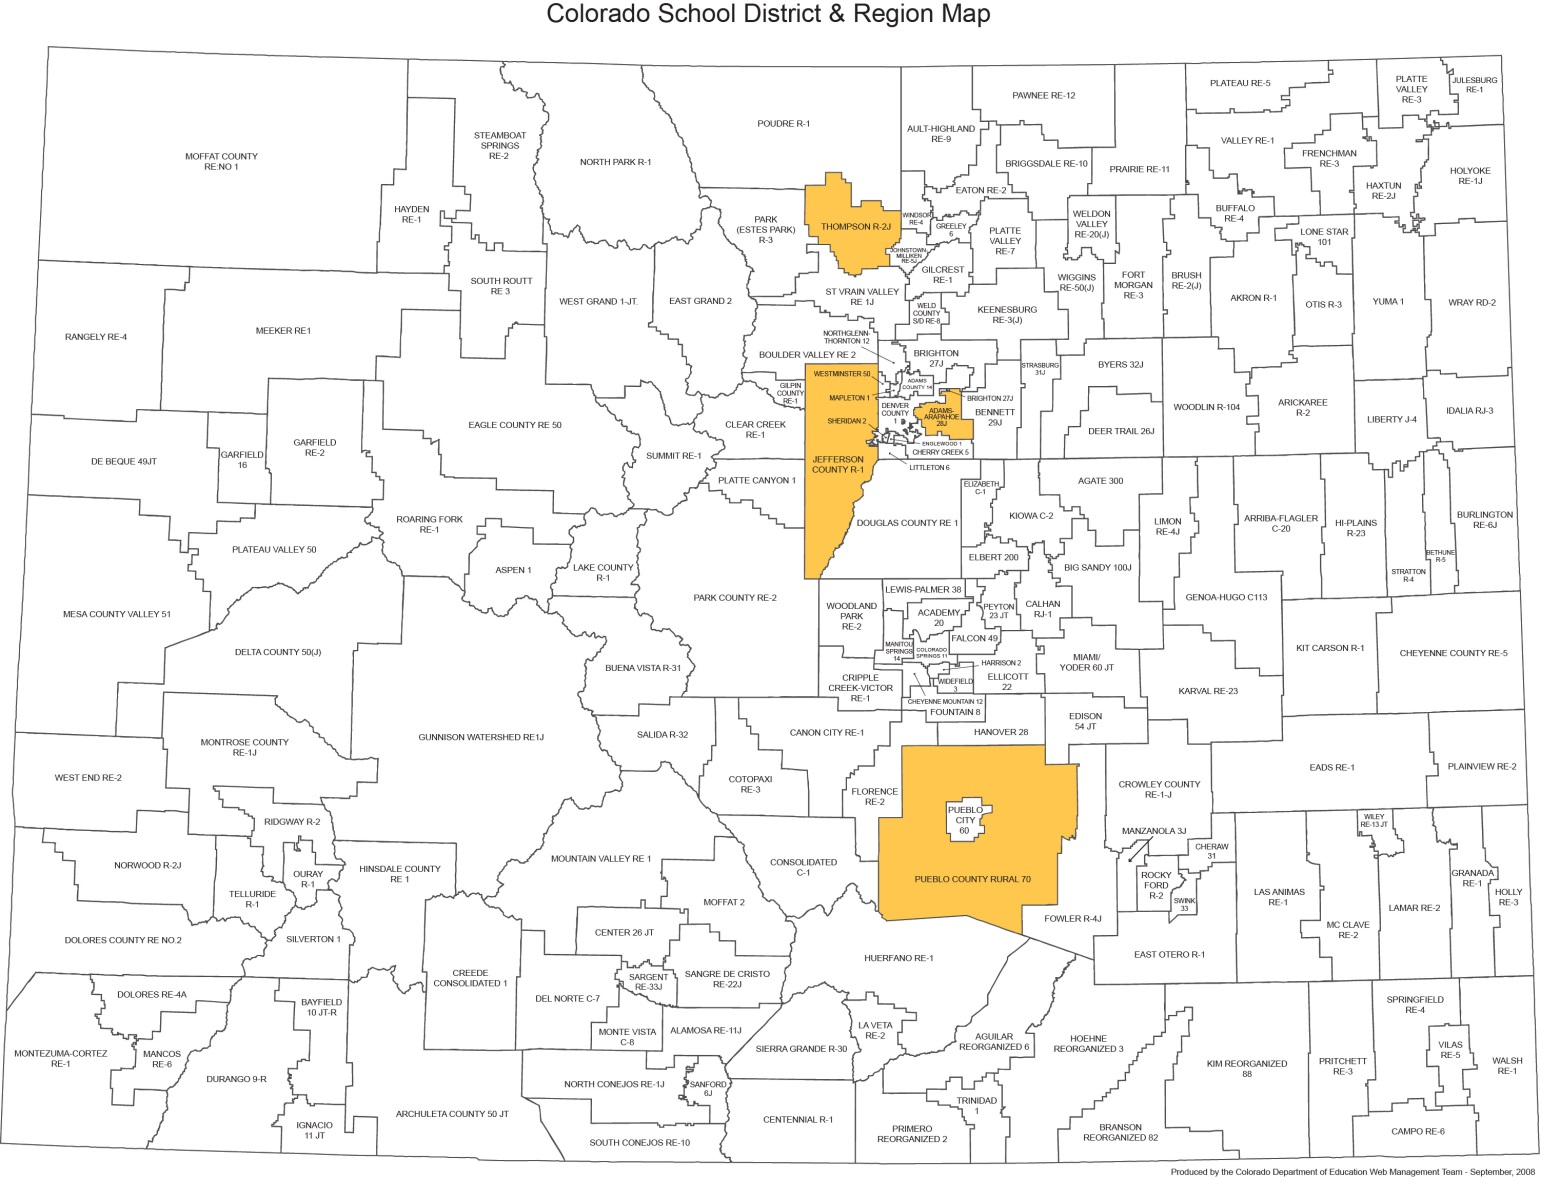 Colorado School District & Region Map
MOFFAT COUNTY
RE:NO 1
HAYDEN
RE-1
STEAMBOAT
SPRINGS
RE-2
NORTH PARK R-1
POUDRE R-1
AULT-HIGHLAND
RE-9
PAWNEE RE-12
BRIGGSDALE RE-10
PRAIRIE RE-11
PLATEAU RE-5
VALLEY RE-1
FRENCHMAN
RE-3
PLATTE
VALLEY
RE-3
JULESBURG
RE-1
HAXTUN
RE-2J
HOLYOKE
RE-1J
BUFFALO
RE-4
LONE STAR
101
PARK
(ESTES PARK)
R-3
THOMPSON R-2J
WINDSOR
RE-4
EATON RE-2
GREELEY
6
PLATTE
VALLEY
RE-7
WELDON
VALLEY
RE-20(J)
JOHNSTOWN-
MILLIKEN
RE-5J
GILCREST
RE-1
WIGGINS
RE-50(J)
FORT
MORGAN
RE-3
BRUSH
RE-2(J)
AKRON R-1
OTIS R-3
YUMA 1
WRAY RD-2
SOUTH ROUTT
RE 3
WEST GRAND 1-JT.
EAST GRAND 2
ST VRAIN VALLEY
RE 1J
WELD
COUNTY
S/D RE-8
KEENESBURG
RE-3(J)
RANGELY RE-4
MEEKER RE1
NORTHGLENN-
THORNTON 12
BOULDER VALLEY RE 2
BRIGHTON
27J
STRASBURG
31J
BYERS 32J
WESTMINSTER 50
ADAMS
COUNTY 14
GILPIN
COUNTY
RE-1
MAPLETON 1
BRIGHTON 27J
DENVER
COUNTY
1
ADAMS-
ARAPAHOE
28J
BENNETT
29J
DEER TRAIL 26J
WOODLIN R-104
ARICKAREE
R-2
LIBERTY J-4
IDALIA RJ-3
SHERIDAN 2
ENGLEWOOD 1
CHERRY CREEK 5
LITTLETON 6
CLEAR CREEK
RE-1
JEFFERSON
COUNTY R-1
EAGLE COUNTY RE 50
SUMMIT RE-1
PLATTE CANYON 1
DE BEQUE 49JT
GARFIELD
16
GARFIELD
RE-2
ROARING FORK
RE-1
PLATEAU VALLEY 50
ASPEN 1
LAKE COUNTY
R-1
DOUGLAS COUNTY RE 1
ELIZABETH
C-1
KIOWA C-2
AGATE 300
ELBERT 200
BIG SANDY 100J
LIMON
RE-4J
ARRIBA-FLAGLER
C-20
HI-PLAINS
R-23
STRATTON
R-4
BETHUNE
R-5
BURLINGTON
RE-6J
MESA COUNTY VALLEY 51
DELTA COUNTY 50(J)
PARK COUNTY RE-2
WOODLAND
PARK
RE-2
LEWIS-PALMER 38
ACADEMY
20
PEYTON
23 JT
CALHAN
RJ-1
GENOA-HUGO C113
FALCON 49
MANITOU
SPRINGS
14
COLORADO
SPRINGS 11
HARRISON 2
WIDEFIELD
3
ELLICOTT
22
MIAMI/
YODER 60 JT
KIT CARSON R-1
CHEYENNE COUNTY RE-5
BUENA VISTA R-31
CRIPPLE
CREEK-VICTOR
RE-1
CHEYENNE MOUNTAIN 12
FOUNTAIN 8
KARVAL RE-23
EDISON
54 JT
HANOVER 28
MONTROSE COUNTY
RE-1J
GUNNISON WATERSHED RE1J
SALIDA R-32
CANON CITY RE-1
COTOPAXI
RE-3
FLORENCE
RE-2
WEST END RE-2
EADS RE-1
PLAINVIEW RE-2
CROWLEY COUNTY
RE-1-J
PUEBLO
CITY
60
PUEBLO COUNTY RURAL 70
RIDGWAY R-2
OURAY
R-1
NORWOOD R-2J
TELLURIDE
R-1
HINSDALE COUNTY
RE 1
MOUNTAIN VALLEY RE 1
CONSOLIDATED
C-1
MANZANOLA 3J
CHERAW
31
ROCKY
FORD
R-2
SWINK
33
FOWLER R-4J
EAST OTERO R-1
WILEY
RE-13 JT
LAS ANIMAS
RE-1
MC CLAVE
RE-2
LAMAR RE-2
GRANADA
RE-1
HOLLY
RE-3
MOFFAT 2
CENTER 26 JT
DOLORES COUNTY RE NO.2
SILVERTON 1
CREEDE
CONSOLIDATED 1
SARGENT
RE-33J
SANGRE DE CRISTO
RE-22J
HUERFANO RE-1
DEL NORTE C-7
MONTE VISTA
C-8
ALAMOSA RE-11J
LA VETA
RE-2
SIERRA GRANDE R-30
AGUILAR
REORGANIZED 6
HOEHNE
REORGANIZED 3
DOLORES RE-4A
BAYFIELD
10 JT-R
MONTEZUMA-CORTEZ
RE-1
MANCOS
RE-6
DURANGO 9-R
IGNACIO
11 JT
ARCHULETA COUNTY 50 JT
NORTH CONEJOS RE-1J
SANFORD
6J
SOUTH CONEJOS RE-10
CENTENNIAL R-1
PRIMERO
REORGANIZED 2
TRINIDAD
1
BRANSON
REORGANIZED 82
KIM REORGANIZED
88
PRITCHETT
RE-3
SPRINGFIELD
RE-4
VILAS
RE-5
WALSH
RE-1
CAMPO RE-6
Produced by the Colorado Department of Education Web Management Team - September, 2008